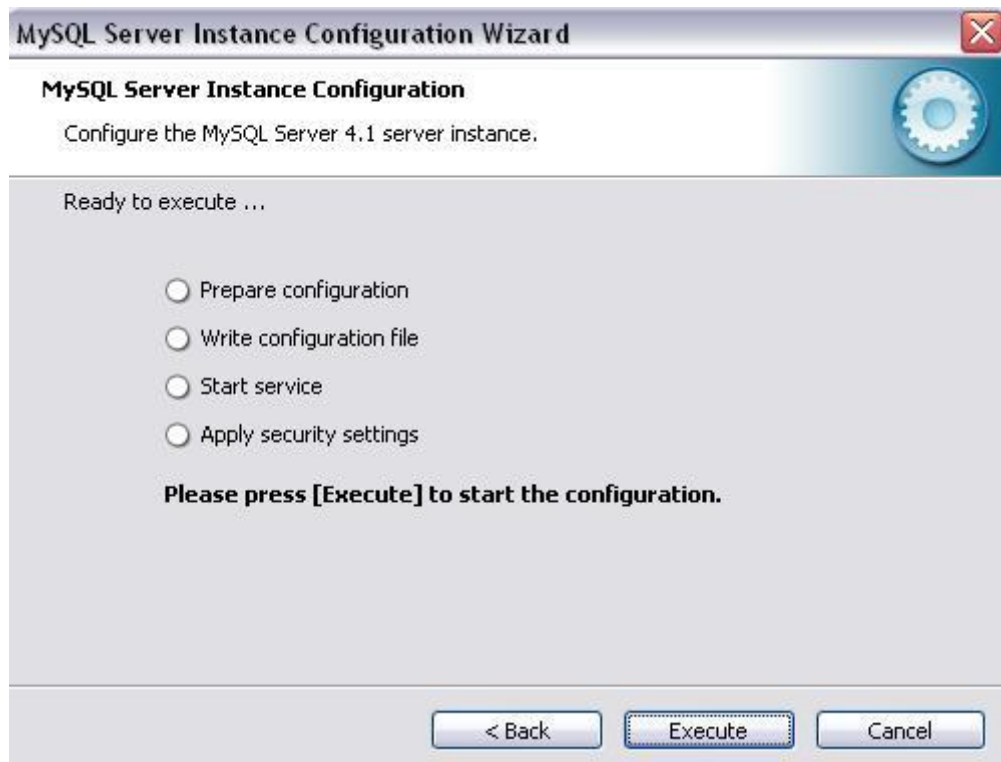 MySQL Server Instance Configuration Wizard
MySQL Server Instance Configuration
Configure the MySQL Server 4.1 server instance.
Ready to execute ...
Prepare configuration
Write configuration file
Start service
Apply security settings
Please press [Execute] to start the configuration.
< Back Execute Cancel